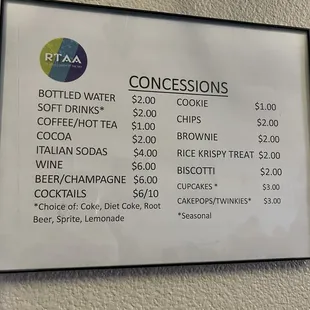 RTAA
CONCESSIONS
BOTTLED WATER $2.00
SOFT DRINKS* $2.00
COFFEE/HOT TEA $1.00
COCOA $2.00
ITALIAN SODAS $4.00
WINE $6.00
BEER/CHAMPAGNE $6.00
COCKTAILS $6/10
*Choice of: Coke, Diet Coke, Root
Beer, Sprite, Lemonade
COOKIE $1.00
CHIPS $2.00
BROWNIE $2.00
RICE KRISPY TREAT $2.00
BISCOTTI $2.00
CUPCAKES * $3.00
CAKEPOPS/TWINKIES* $3.00
*Seasonal